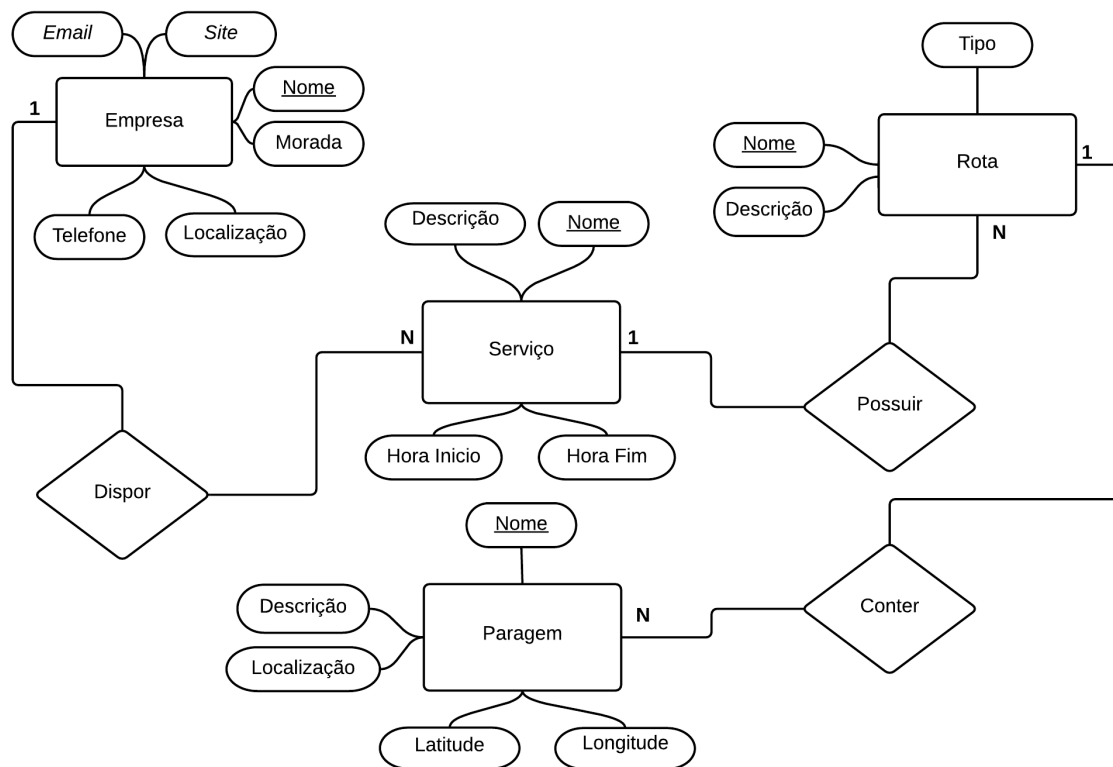 Email
Site
Tipo
Nome
1
Empresa
Morada
Nome
Rota
1
Descrição
Telefone
Localização
Descrição
Nome
N
N
Serviço
1
Possuir
Hora Inicio
Hora Fim
Dispor
Nome
Descrição
Paragem
N
Conter
Localização
Latitude
Longitude